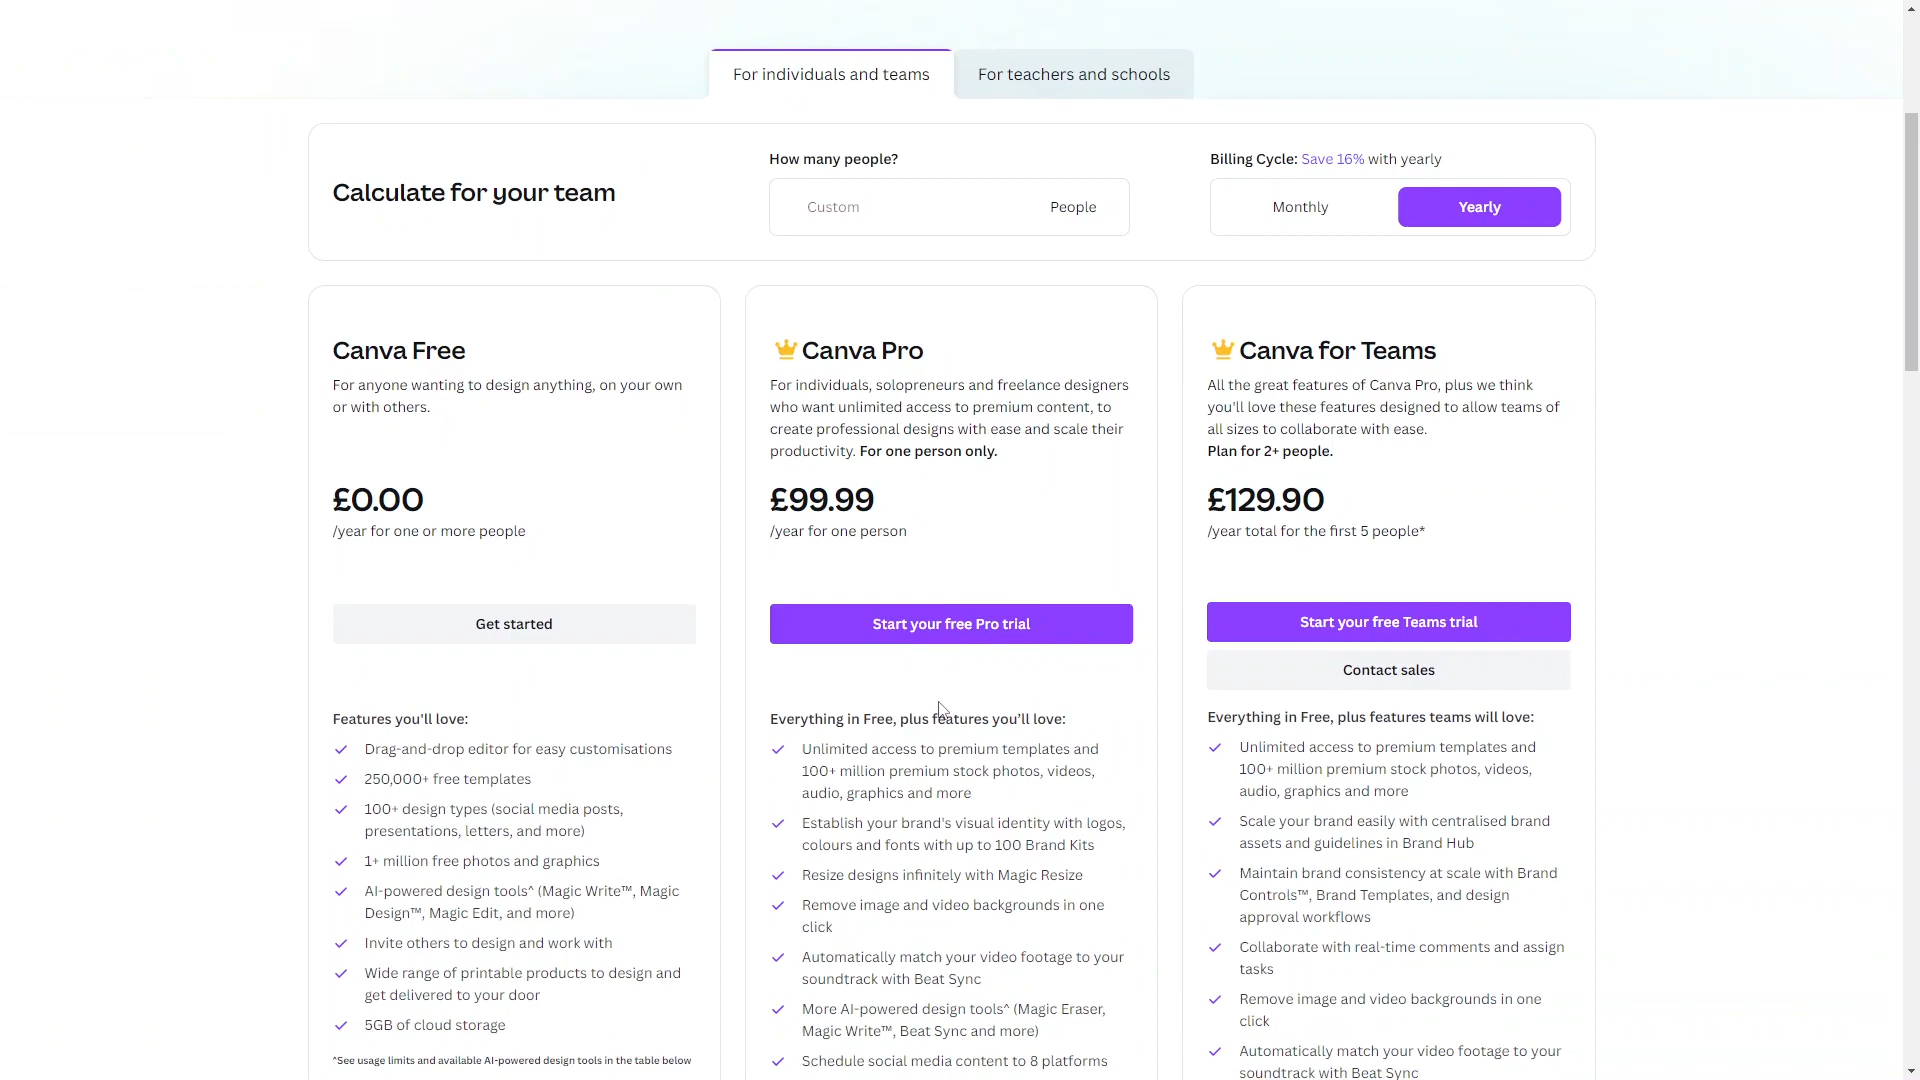 For individuals and teams
For teachers and schools
Calculate for your team
How many people?
Custom
People
Billing Cycle: Save 16% with yearly
Monthly
Yearly
Canva Free
For anyone wanting to design anything, on your own
or with others.
£0.00
/year for one or more people
Get started
Features you'll love:
Drag-and-drop editor for easy customisations
250,000+ free templates
100+ design types (social media posts,
presentations, letters, and more)
1+ million free photos and graphics
AI-powered design tools^ (Magic Write™, Magic
Design™, Magic Edit, and more)
Invite others to design and work with
Wide range of printable products to design and
get delivered to your door
5GB of cloud storage
^See usage limits and available AI-powered design tools in the table below
Canva Pro
For individuals, solopreneurs and freelance designers
who want unlimited access to premium content, to
create professional designs with ease and scale their
productivity. For one person only.
£99.99
/year for one person
Start your free Pro trial
Everything in Free, plus features you’ll love:
Unlimited access to premium templates and
100+ million premium stock photos, videos,
audio, graphics and more
Establish your brand's visual identity with logos,
colours and fonts with up to 100 Brand Kits
Resize designs infinitely with Magic Resize
Remove image and video backgrounds in one
click
Automatically match your video footage to your
soundtrack with Beat Sync
More AI-powered design tools^ (Magic Eraser,
Magic Write™, Beat Sync and more)
Schedule social media content to 8 platforms
Canva for Teams
All the great features of Canva Pro, plus we think
you'll love these features designed to allow teams of
all sizes to collaborate with ease.
Plan for 2+ people.
£129.90
/year total for the first 5 people*
Start your free Teams trial
Contact sales
Everything in Free, plus features teams will love:
Unlimited access to premium templates and
100+ million premium stock photos, videos,
audio, graphics and more
Scale your brand easily with centralised brand
assets and guidelines in Brand Hub
Maintain brand consistency at scale with Brand
Controls™, Brand Templates, and design
approval workflows
Collaborate with real-time comments and assign
tasks
Remove image and video backgrounds in one
click
Automatically match your video footage to your
soundtrack with Beat Sync